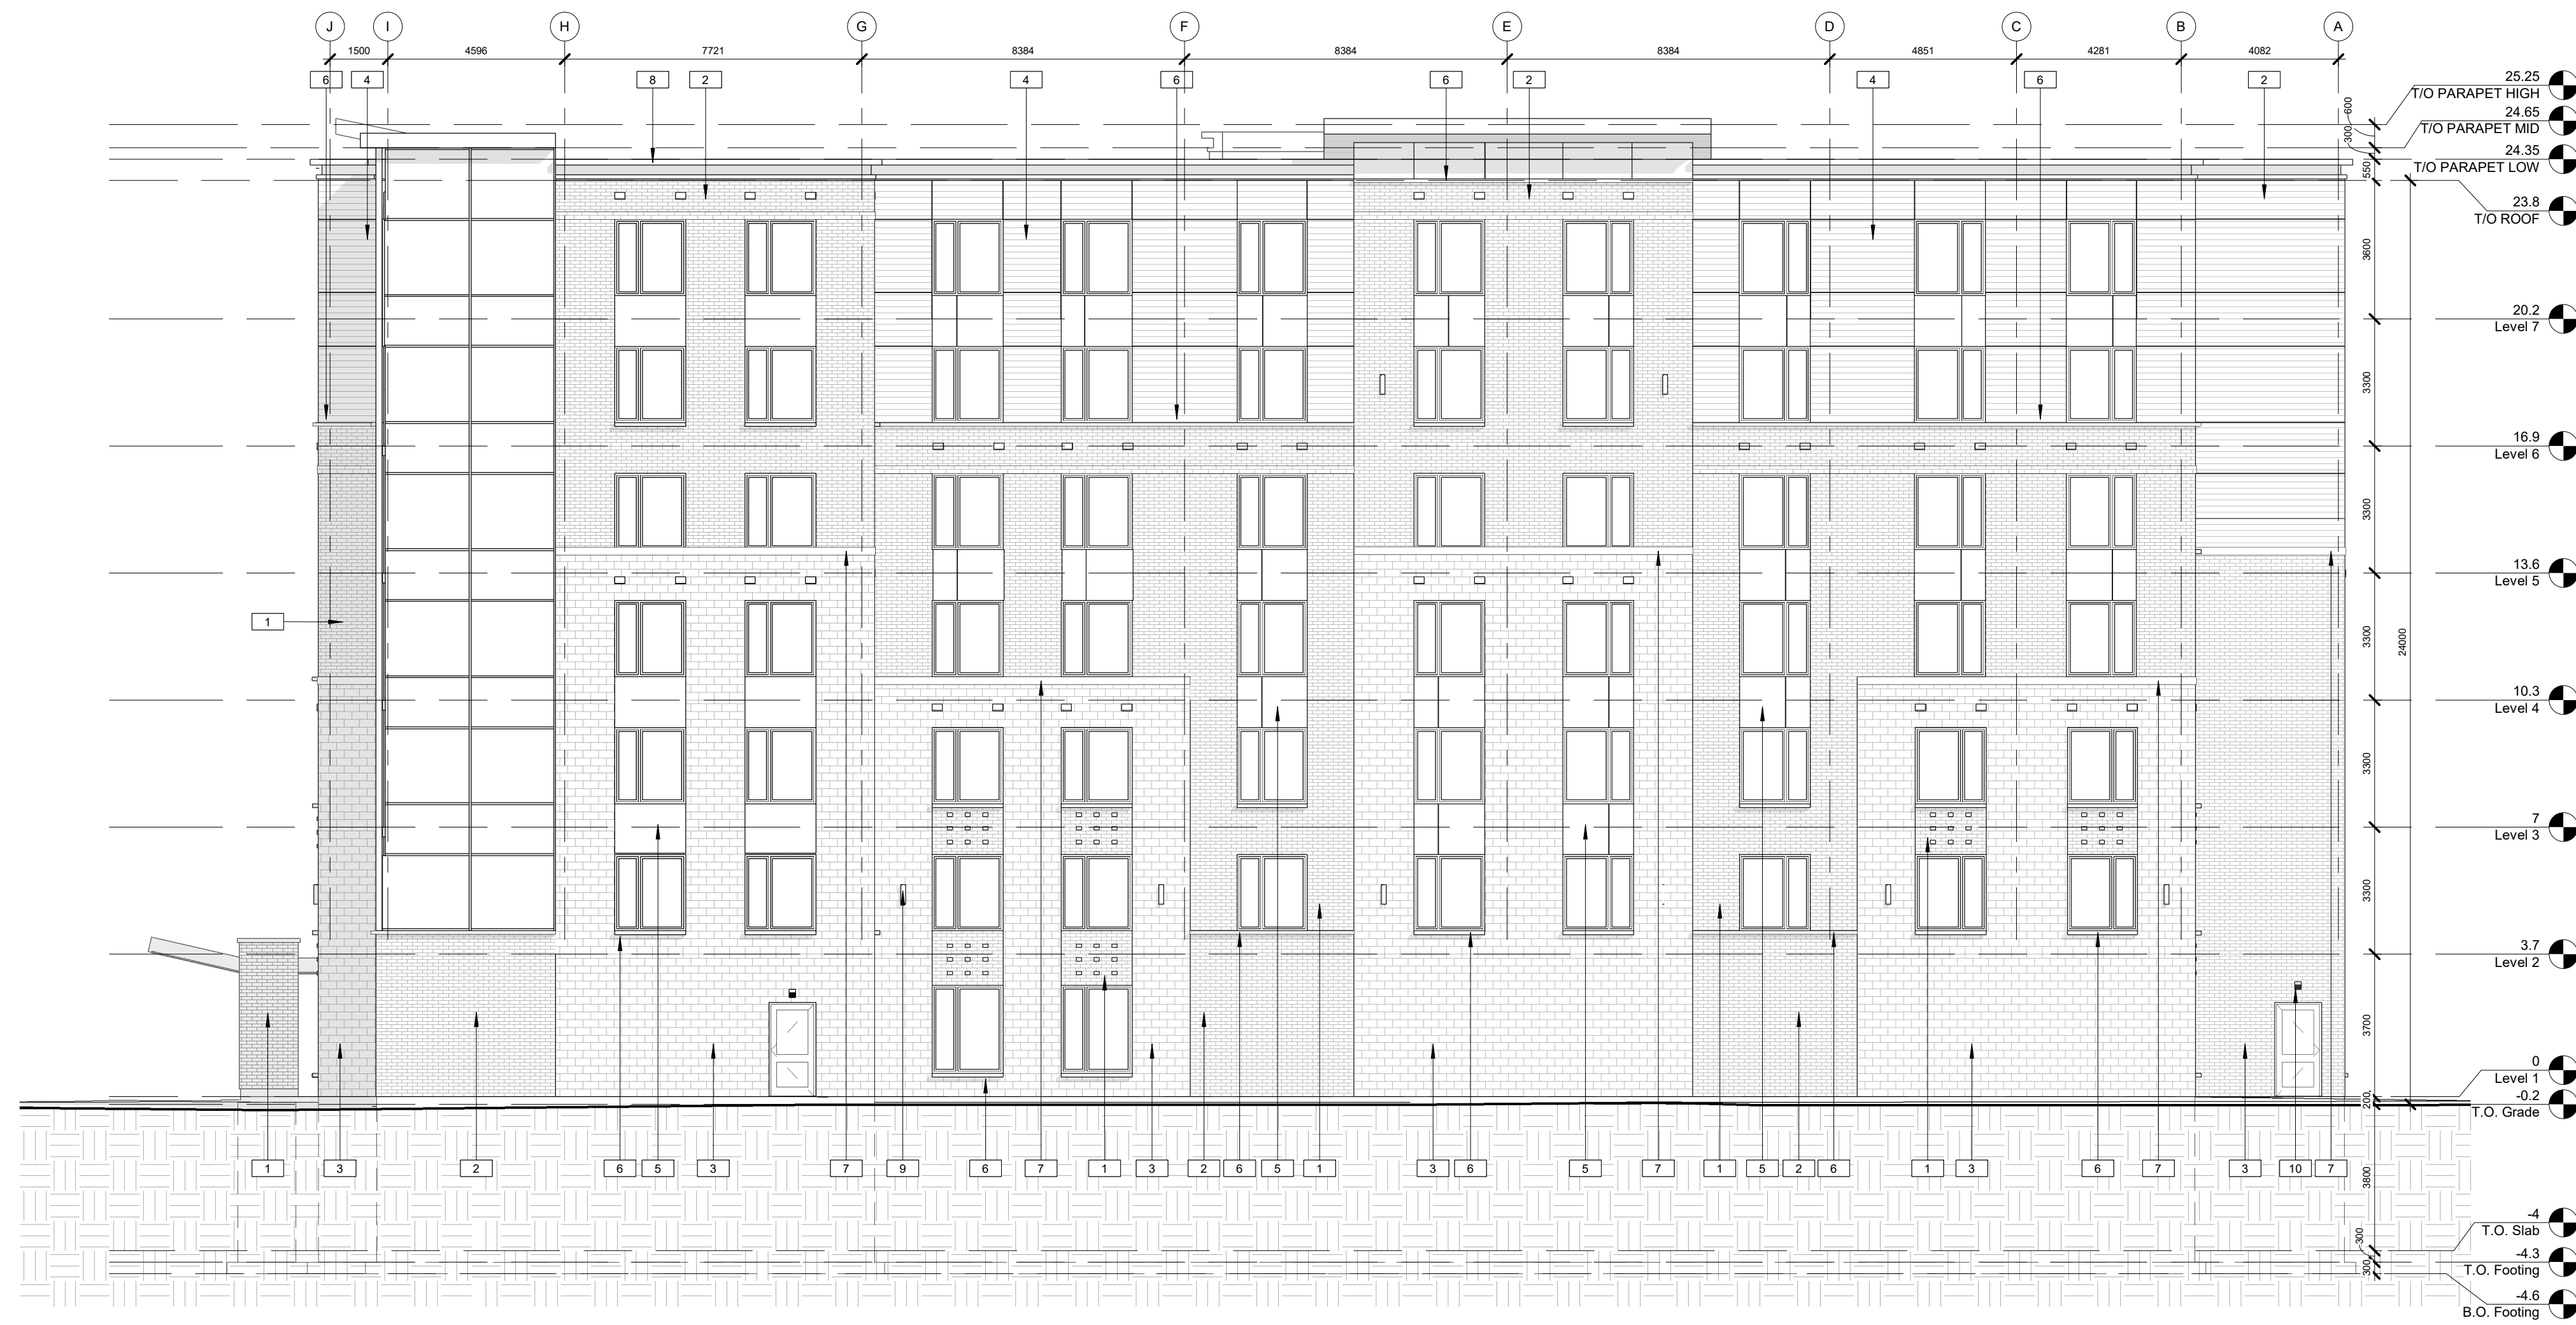 J I H G F E D C B A
1500 4596 7721 8384 8384 8384 4851 4281 4082
6 4 8 2 4 6 6 2 4 6 2
25.25
T/O PARAPET HIGH
600
24.65
T/O PARAPET MID
300
24.35
T/O PARAPET LOW
550
23.8
T/O ROOF
3600
20.2
Level 7
3300
16.9
Level 6
3300
13.6
Level 5
1
3300
24000
10.3
Level 4
3300
7
Level 3
3300
3.7
Level 2
3700
0
Level 1
-0.2
200
T.O. Grade
1 3 2 6 5 3 7 9 6 7 1 3 2 6 5 1 3 6 5 7 1 5 2 6 1 3 6 7 3 10 7
3800
-4
T.O. Slab
300
-4.3
T.O. Footing
300
-4.6
B.O. Footing